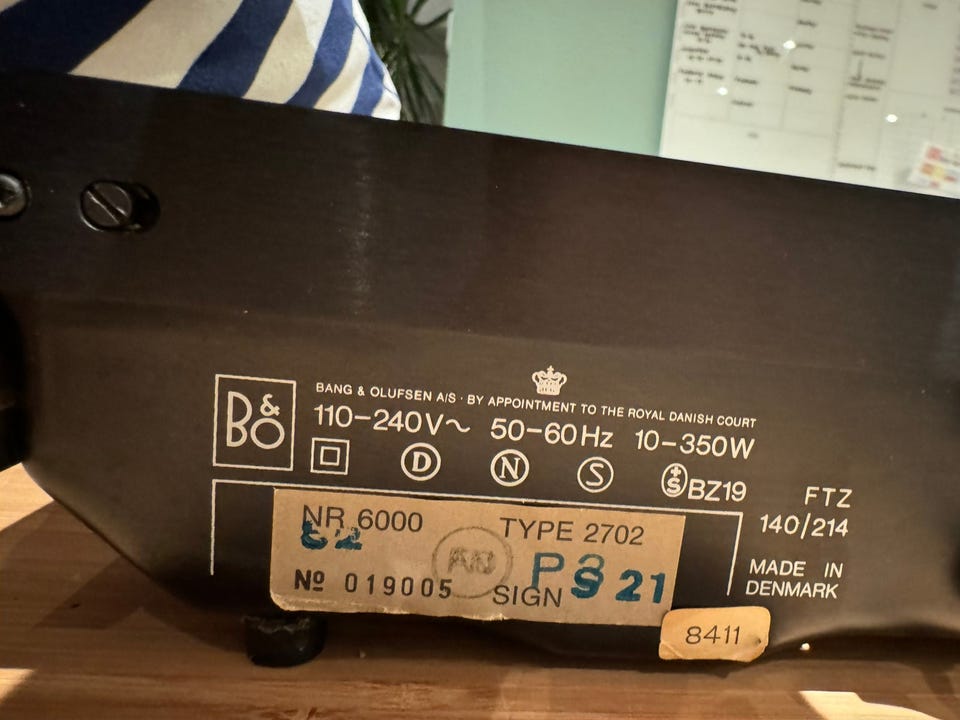 B&O
BANG & OLUFSEN A/S · BY APPOINTMENT TO THE ROYAL DANISH COURT
110-240V~ 50-60Hz 10-350W
D N S +S BZ19
FTZ
140/214
MADE IN
DENMARK
NR 6000 TYPE 2702
Nº 019005 SIGN
S 21
8411